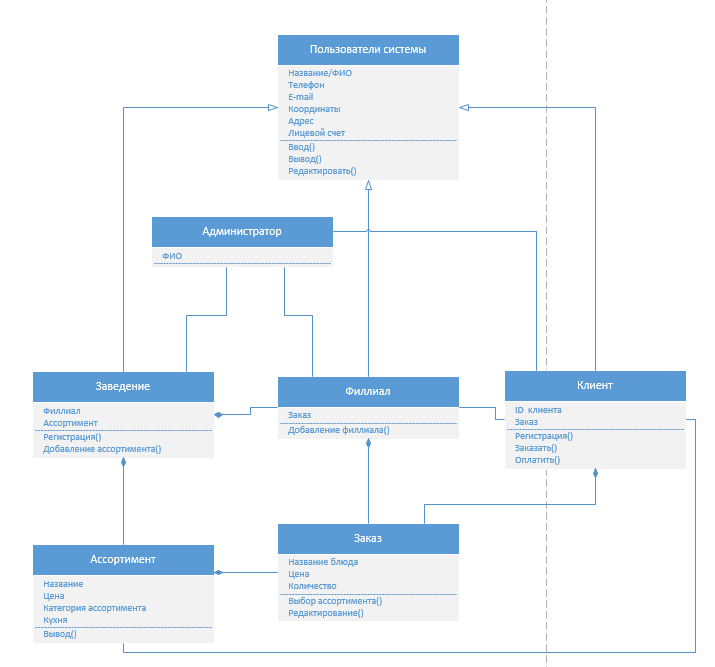 Пользователи системы
Название/ФИО
Телефон
E-mail
Координаты
Адрес
Лицевой счет
Ввод()
Вывод()
Редактировать()
Администратор
ФИО
Заведение
Филлиал
Ассортимент
Регистрация()
Добавление ассортимента()
Филлиал
Заказ
Добавление филлиала()
Клиент
ID клиента
Заказ
Регистрация()
Заказать()
Оплатить()
Ассортимент
Название
Цена
Категория ассортимента
Кухня
Вывод()
Заказ
Название блюда
Цена
Количество
Выбор ассортимента()
Редактирование()